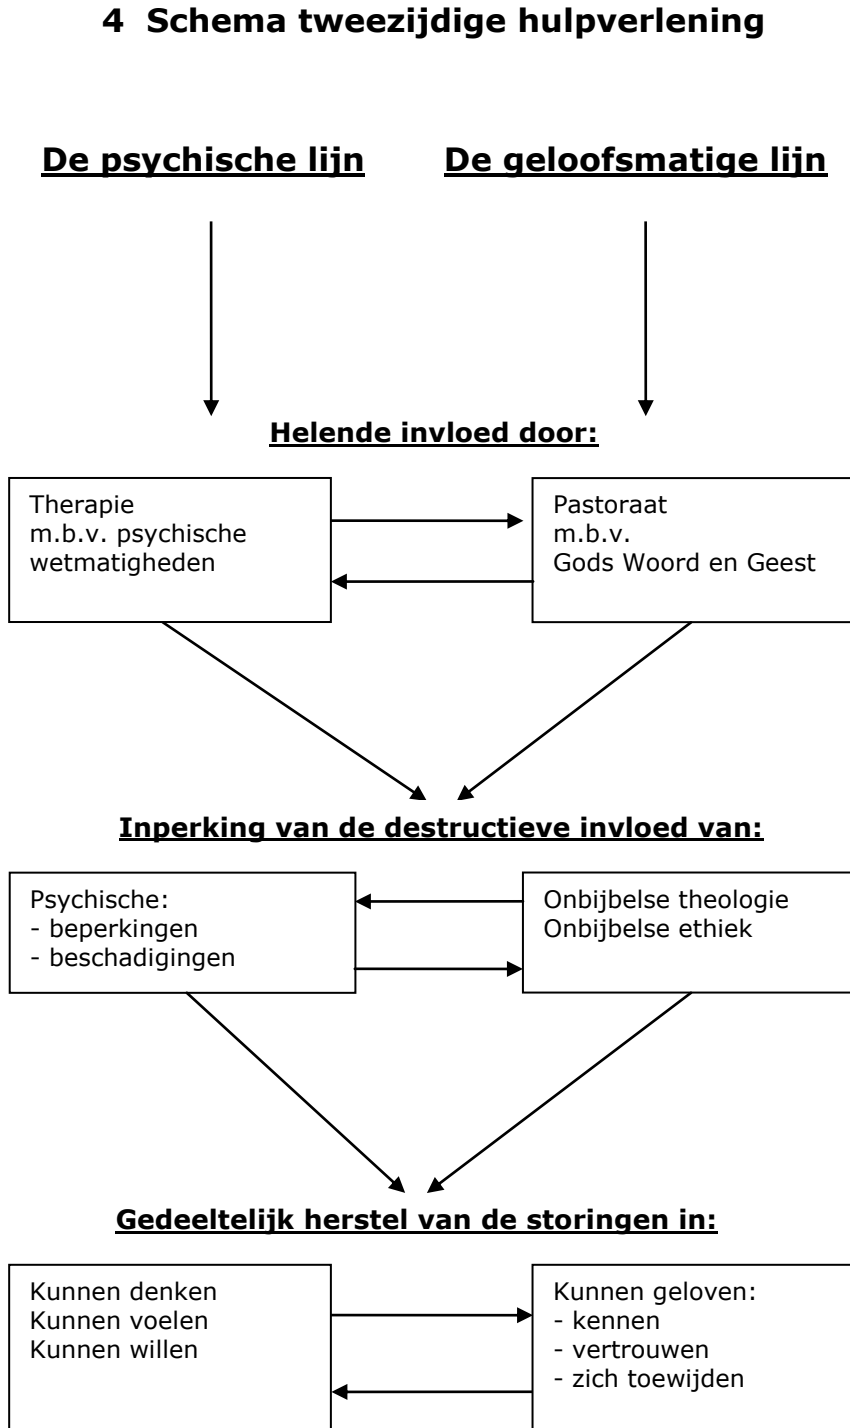 4 Schema tweezijdige hulpverlening
De psychische lijn
De geloofsmatige lijn
Helende invloed door:
Therapie
m.b.v. psychische
wetmatigheden
Pastoraat
m.b.v.
Gods Woord en Geest
Inperking van de destructieve invloed van:
Psychische:
- beperkingen
- beschadigingen
Onbijbelse theologie
Onbijbelse ethiek
Gedeeltelijk herstel van de storingen in:
Kunnen denken
Kunnen voelen
Kunnen willen
Kunnen geloven:
- kennen
- vertrouwen
- zich toewijden